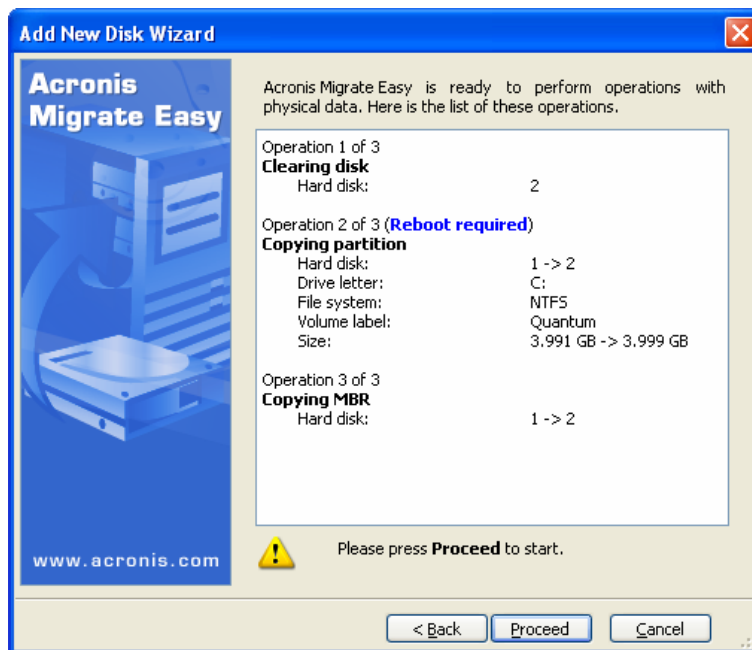 Add New Disk Wizard
Acronis
Migrate Easy
Acronis Migrate Easy is ready to perform operations with
physical data. Here is the list of these operations.
Operation 1 of 3
Clearing disk
Hard disk: 2
Operation 2 of 3 (Reboot required)
Copying partition
Hard disk: 1 -> 2
Drive letter: C:
File system: NTFS
Volume label: Quantum
Size: 3.991 GB -> 3.999 GB
Operation 3 of 3
Copying MBR
Hard disk: 1 -> 2
www.acronis.com
Please press Proceed to start.
< Back Proceed Cancel